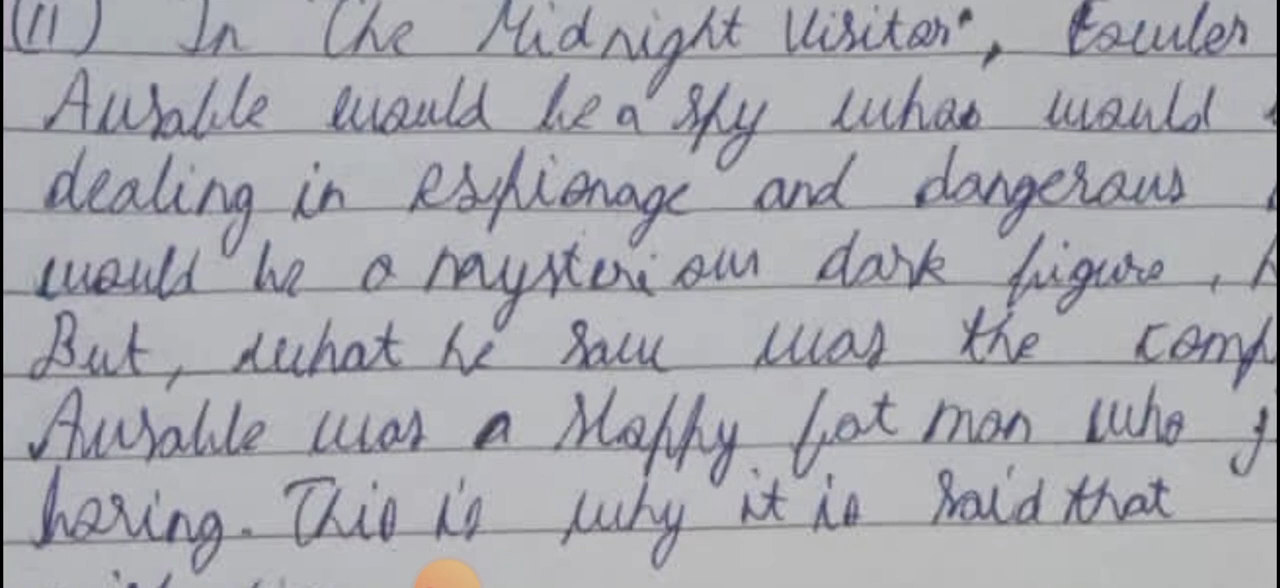 (11) In the Midnight Visitor", Fowler
Ausable would be a spy who would
dealing in espionage and dangerous
would be a mysterious dark figure,
But, what he saw was the comp
Ausable was a sloppy fat man who
boring. This is why it is said that